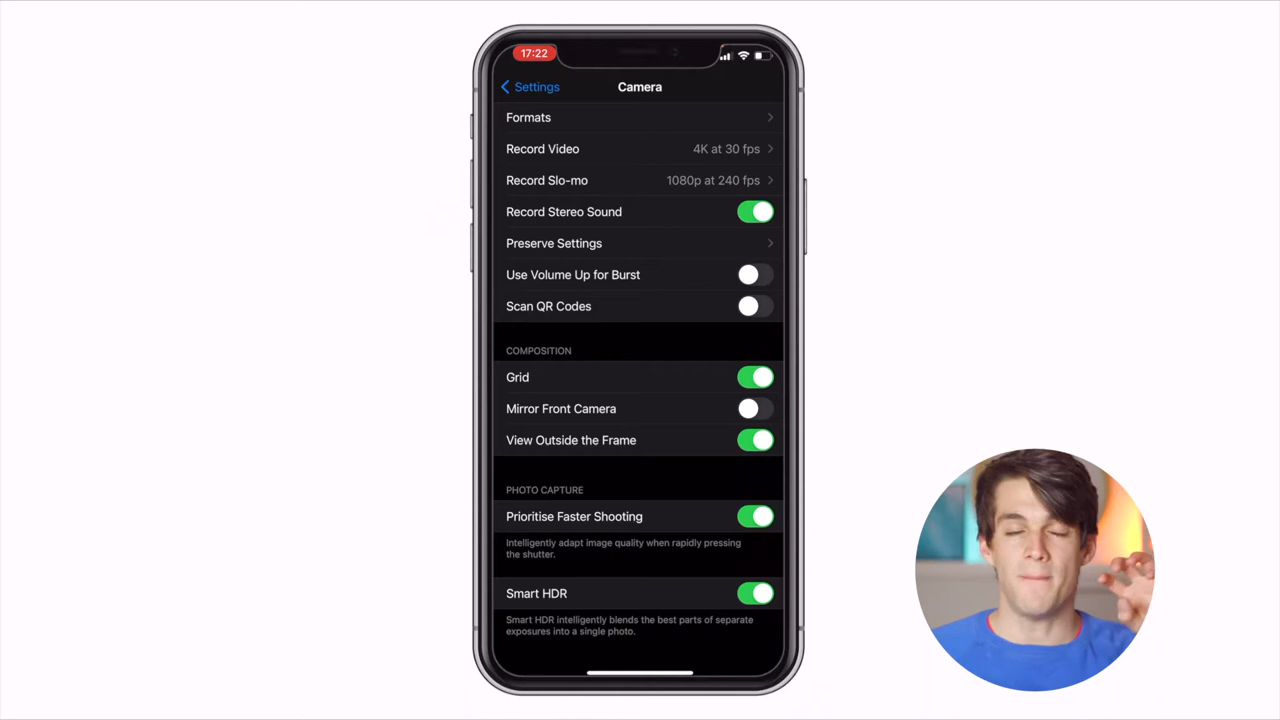 17:22
Settings
Camera
Formats
Record Video 4K at 30 fps
Record Slo-mo 1080p at 240 fps
Record Stereo Sound
Preserve Settings
Use Volume Up for Burst
Scan QR Codes
COMPOSITION
Grid
Mirror Front Camera
View Outside the Frame
PHOTO CAPTURE
Prioritise Faster Shooting
Intelligently adapt image quality when rapidly pressing
the shutter.
Smart HDR
Smart HDR intelligently blends the best parts of separate
exposures into a single photo.